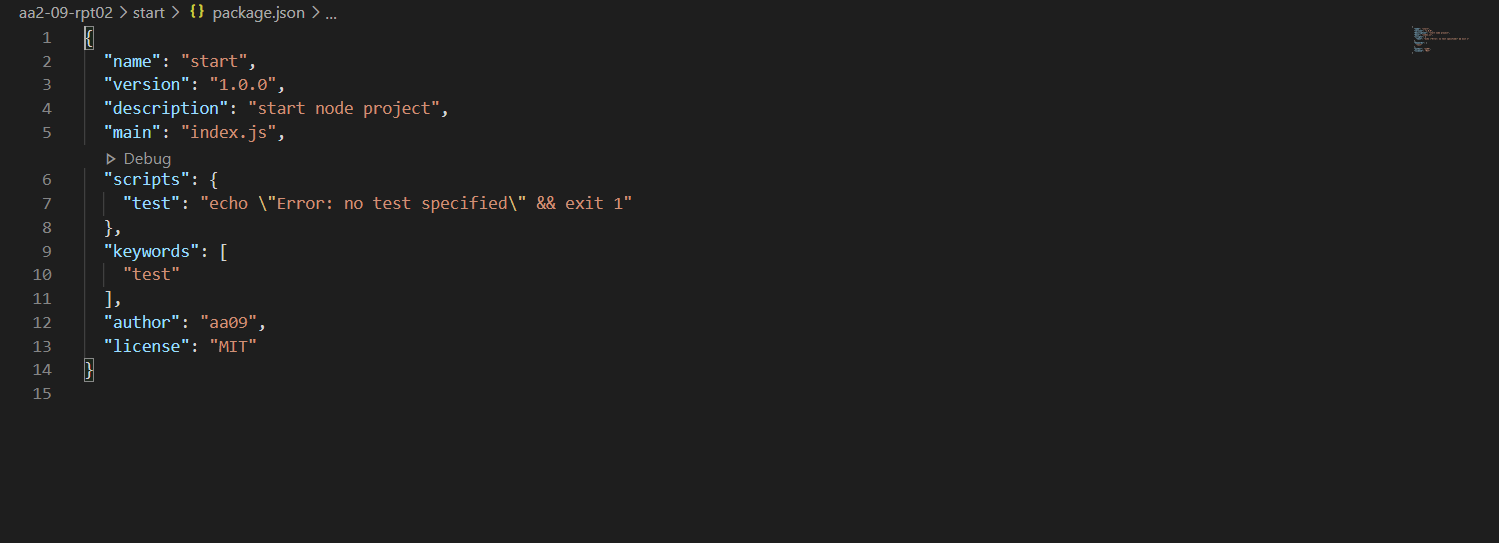 aa2-09-rpt02 > start > {} package.json > ...
1 {
2 "name": "start",
3 "version": "1.0.0",
4 "description": "start node project",
5 "main": "index.js",
Debug
6 "scripts": {
7 "test": "echo \"Error: no test specified\" && exit 1"
8 },
9 "keywords": [
10 "test"
11 ],
12 "author": "aa09",
13 "license": "MIT"
14 }
15